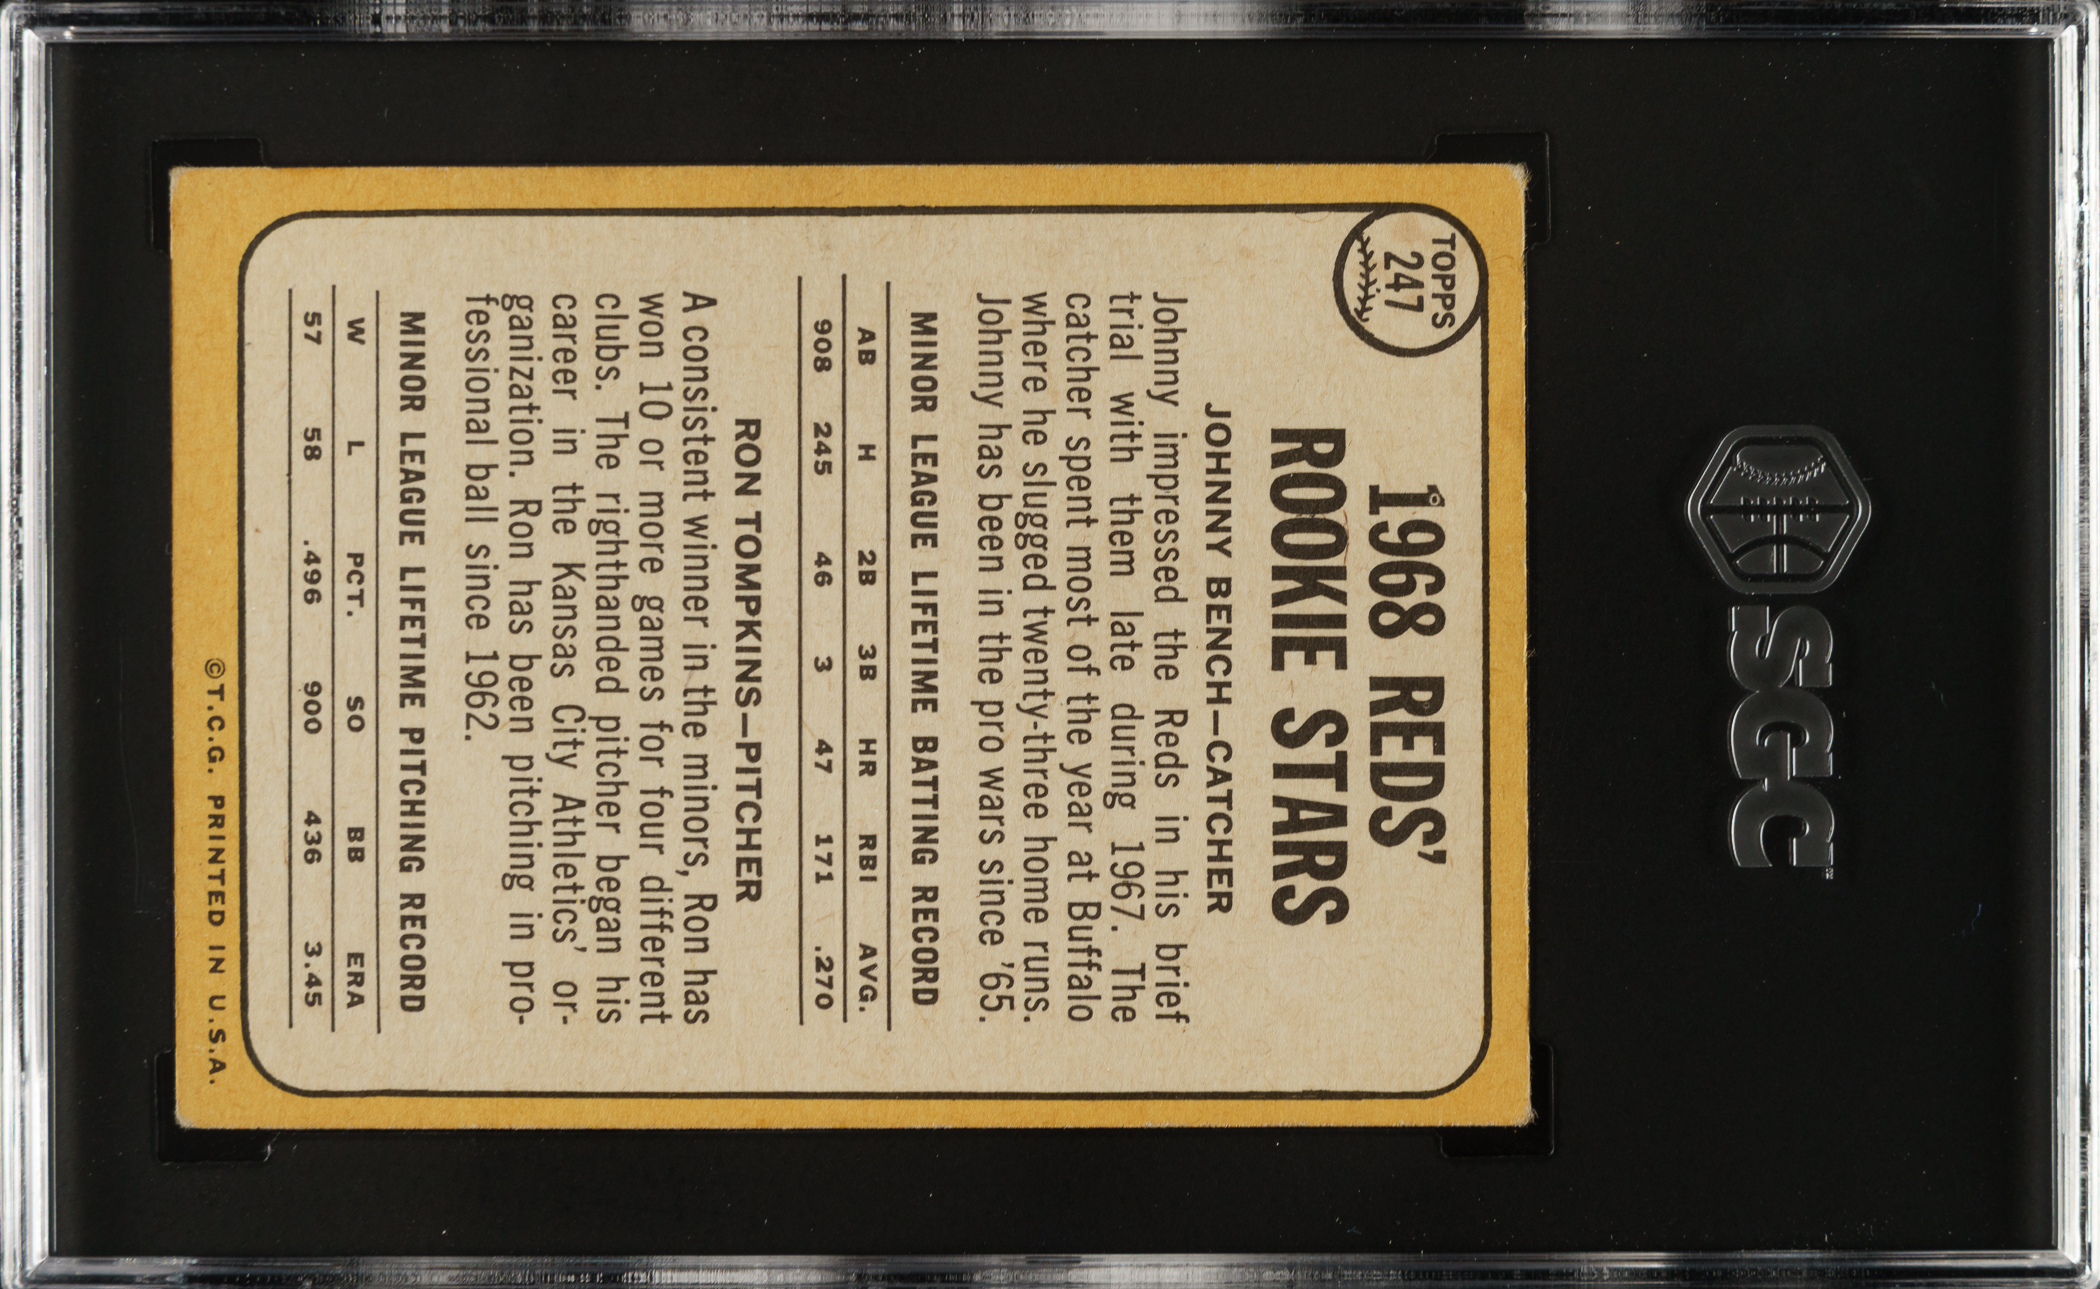 SGC
TOPPS
247
1968 REDS'
ROOKIE STARS
JOHNNY BENCH—CATCHER
Johnny impressed the Reds in his brief
trial with them late during 1967. The
catcher spent most of the year at Buffalo
where he slugged twenty-three home runs.
Johnny has been in the pro wars since '65.
MINOR LEAGUE LIFETIME BATTING RECORD
AB H 2B 3B HR RBI AVG.
908 245 46 3 47 171 .270
RON TOMPKINS—PITCHER
A consistent winner in the minors, Ron has
won 10 or more games for four different
clubs. The righthanded pitcher began his
career in the Kansas City Athletics' or-
ganization. Ron has been pitching in pro-
fessional ball since 1962.
MINOR LEAGUE LIFETIME PITCHING RECORD
W L PCT. SO BB ERA
57 58 .496 900 436 3.45
©T.C.G. PRINTED IN U.S.A.